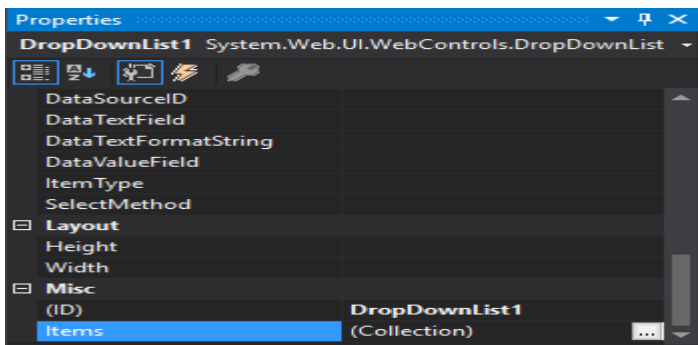 Properties
DropDownList1 System.Web.UI.WebControls.DropDownList
DataSourceID
DataTextField
DataTextFormatString
DataValueField
ItemType
SelectMethod
Layout
Height
Width
Misc
(ID) DropDownList1
Items (Collection) ...